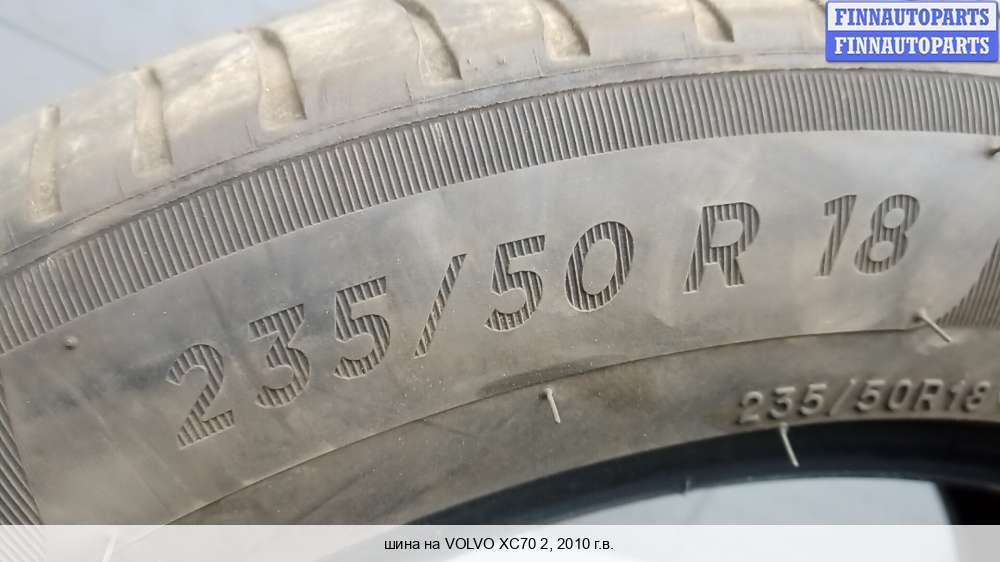 FINNAUTOPARTS
FINNAUTOPARTS
235/50 R 18
235/50R18
шина на VOLVO XC70 2, 2010 г.в.